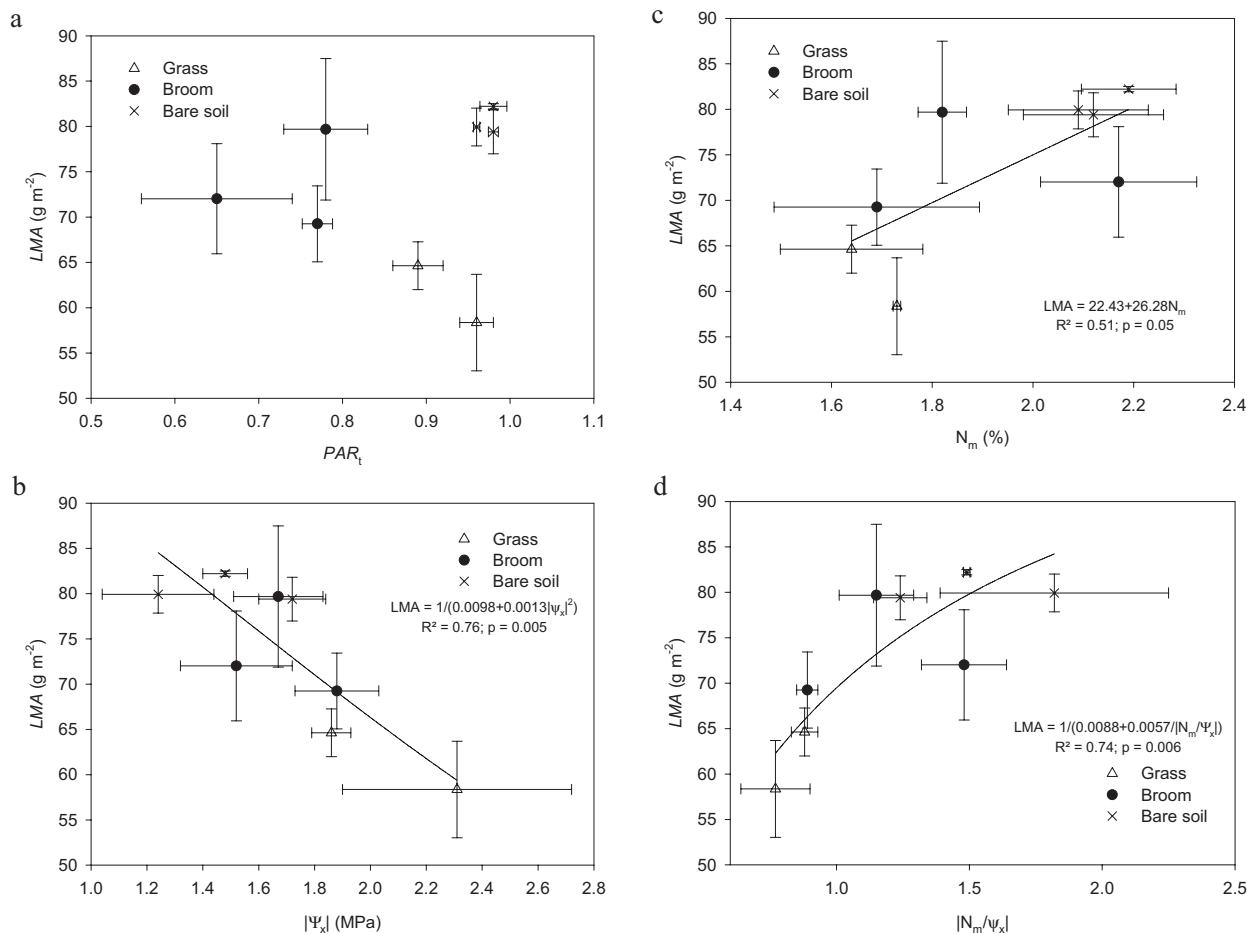 a
90
85
80
75
70
65
60
55
50
LMA (g m⁻²)
Grass
Broom
Bare soil
0.5 0.6 0.7 0.8 0.9 1.0 1.1
PARₜ
b
90
85
80
75
70
65
60
55
50
LMA (g m⁻²)
Grass
Broom
Bare soil
LMA = 1/(0.0098+0.0013|ψₓ|²)
R² = 0.76; p = 0.005
1.0 1.2 1.4 1.6 1.8 2.0 2.2 2.4 2.6 2.8
|Ψₓ| (MPa)
c
90
85
80
75
70
65
60
55
50
LMA (g m⁻²)
Grass
Broom
Bare soil
LMA = 22.43+26.28Nₘ
R² = 0.51; p = 0.05
1.4 1.6 1.8 2.0 2.2 2.4
Nₘ (%)
d
90
85
80
75
70
65
60
55
50
LMA (g m⁻²)
LMA = 1/(0.0088+0.0057/|Nₘ/Ψₓ|)
R² = 0.74; p = 0.006
Grass
Broom
Bare soil
1.0 1.5 2.0 2.5
|Nₘ/ψₓ|